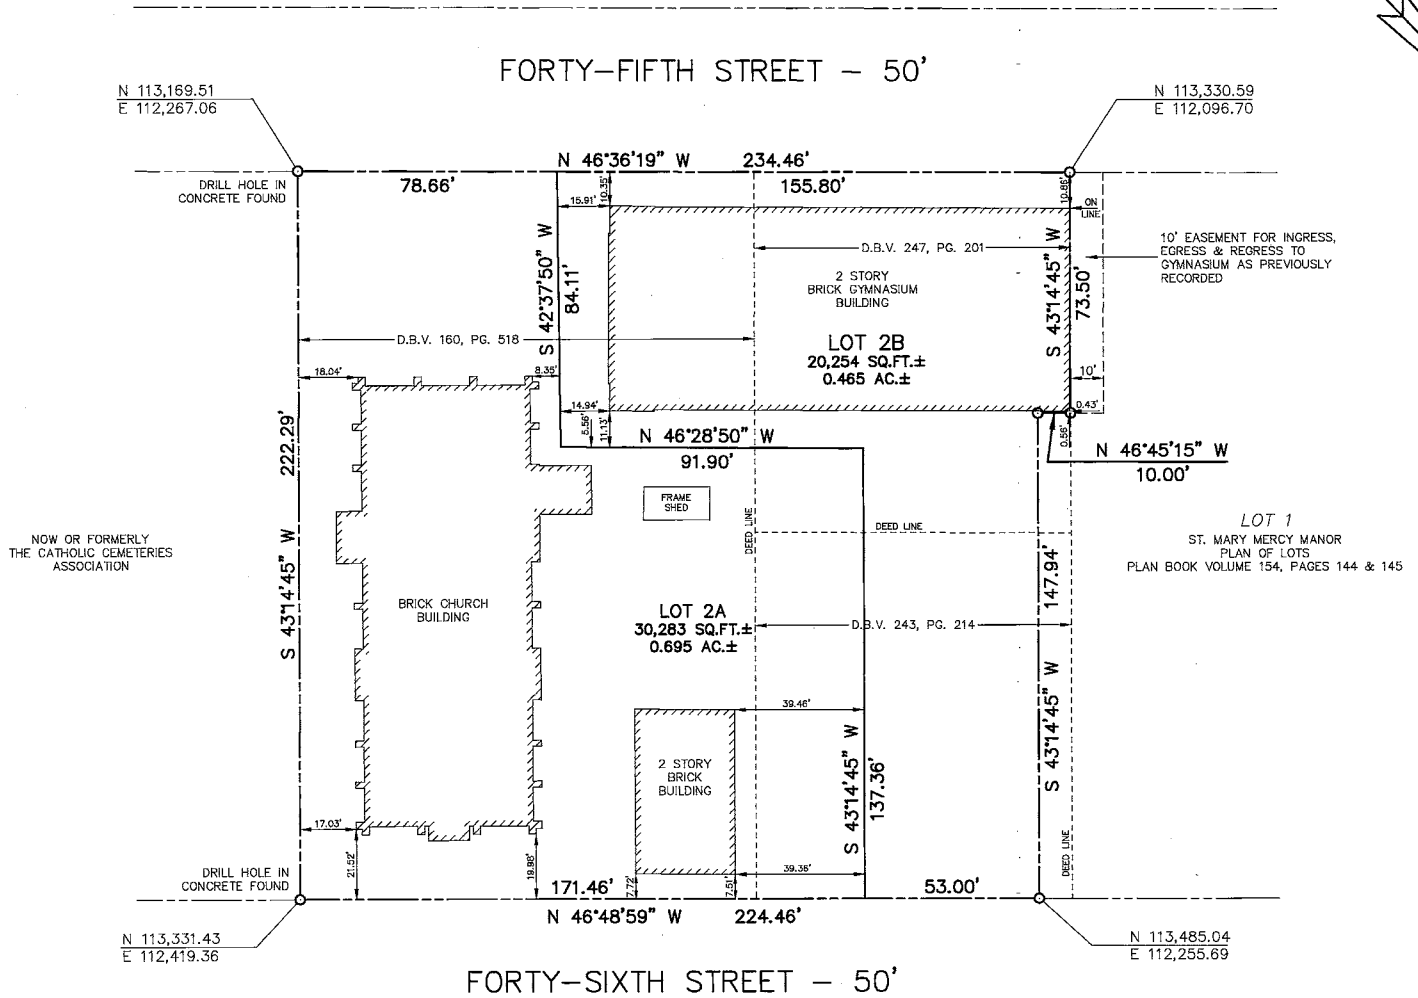 FORTY-FIFTH STREET - 50'
N 113,169.51
E 112,267.06
N 113,330.59
E 112,096.70
N 46°36'19" W 234.46'
78.66'
155.80'
DRILL HOLE IN
CONCRETE FOUND
15.91'
10.35'
10.86'
ON
LINE
S 42°37'50" W
84.11'
D.B.V. 247, PG. 201
2 STORY
BRICK GYMNASIUM
BUILDING
S 43°14'45" W
73.50'
10' EASEMENT FOR INGRESS,
EGRESS & REGRESS TO
GYMNASIUM AS PREVIOUSLY
RECORDED
D.B.V. 160, PG. 518
LOT 2B
20,254 SQ.FT.±
0.465 AC.±
18.04'
8.35'
10'
14.94'
5.56'
11.13'
0.43'
0.56'
N 46°28'50" W
91.90'
N 46°45'15" W
10.00'
S 43°14'45" W
222.29'
FRAME
SHED
DEED LINE
DEED LINE
NOW OR FORMERLY
THE CATHOLIC CEMETERIES
ASSOCIATION
LOT 1
ST. MARY MERCY MANOR
PLAN OF LOTS
PLAN BOOK VOLUME 154, PAGES 144 & 145
BRICK CHURCH
BUILDING
LOT 2A
30,283 SQ.FT.±
0.695 AC.±
D.B.V. 243, PG. 214
147.94'
S 43°14'45" W
39.46'
2 STORY
BRICK
BUILDING
S 43°14'45" W
137.36'
17.03'
21.52'
19.98'
7.72'
7.51'
39.36'
DEED LINE
DRILL HOLE IN
CONCRETE FOUND
171.46'
53.00'
N 46°48'59" W 224.46'
N 113,331.43
E 112,419.36
N 113,485.04
E 112,255.69
FORTY-SIXTH STREET - 50'